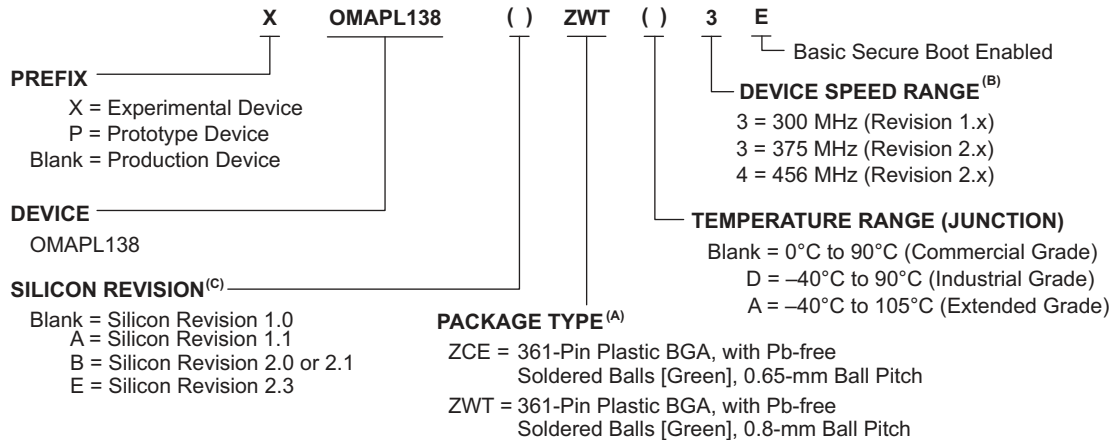 X OMAPL138 ( ) ZWT ( ) 3 E
Basic Secure Boot Enabled
PREFIX
X = Experimental Device
P = Prototype Device
Blank = Production Device
DEVICE SPEED RANGE(B)
3 = 300 MHz (Revision 1.x)
3 = 375 MHz (Revision 2.x)
4 = 456 MHz (Revision 2.x)
DEVICE
OMAPL138
TEMPERATURE RANGE (JUNCTION)
Blank = 0°C to 90°C (Commercial Grade)
D = –40°C to 90°C (Industrial Grade)
A = –40°C to 105°C (Extended Grade)
SILICON REVISION(C)
Blank = Silicon Revision 1.0
A = Silicon Revision 1.1
B = Silicon Revision 2.0 or 2.1
E = Silicon Revision 2.3
PACKAGE TYPE(A)
ZCE = 361-Pin Plastic BGA, with Pb-free
Soldered Balls [Green], 0.65-mm Ball Pitch
ZWT = 361-Pin Plastic BGA, with Pb-free
Soldered Balls [Green], 0.8-mm Ball Pitch